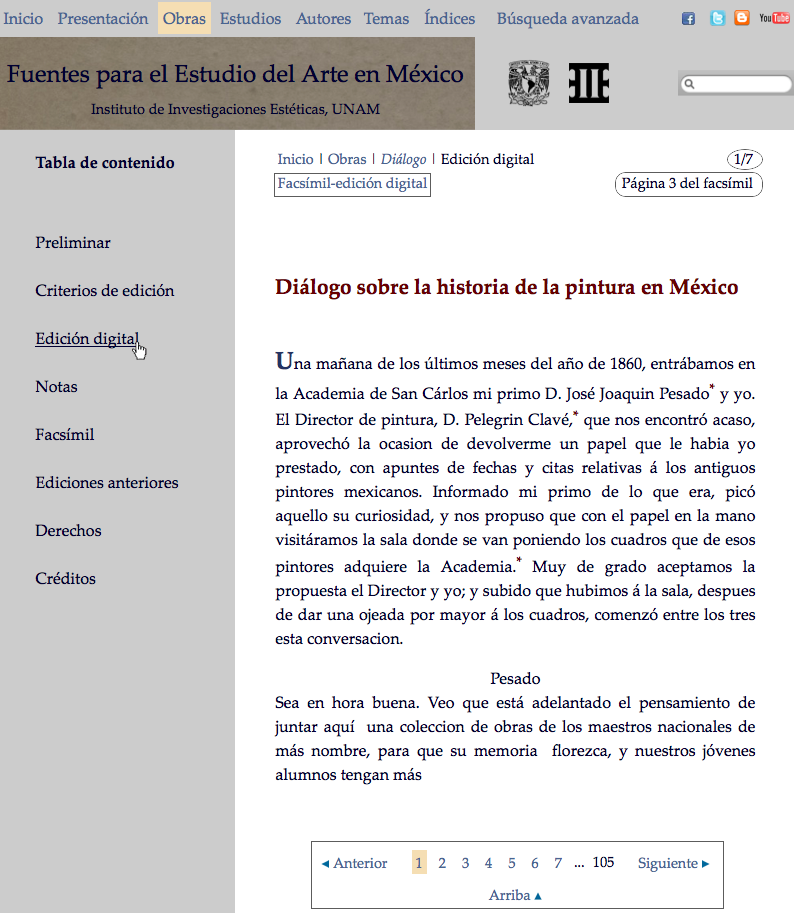 Inicio Presentación Obras Estudios Autores Temas Índices Búsqueda avanzada
You Tube
Fuentes para el Estudio del Arte en México
Instituto de Investigaciones Estéticas, UNAM
Tabla de contenido
Preliminar
Criterios de edición
Edición digital
Notas
Facsímil
Ediciones anteriores
Derechos
Créditos
Inicio | Obras | Diálogo | Edición digital
1/7
Facsímil-edición digital
Página 3 del facsímil
Diálogo sobre la historia de la pintura en México
Una mañana de los últimos meses del año de 1860, entrábamos en
la Academia de San Cárlos mi primo D. José Joaquin Pesado* y yo.
El Director de pintura, D. Pelegrin Clavé,* que nos encontró acaso,
aprovechó la ocasion de devolverme un papel que le habia yo
prestado, con apuntes de fechas y citas relativas á los antiguos
pintores mexicanos. Informado mi primo de lo que era, picó
aquello su curiosidad, y nos propuso que con el papel en la mano
visitáramos la sala donde se van poniendo los cuadros que de esos
pintores adquiere la Academia.* Muy de grado aceptamos la
propuesta el Director y yo; y subido que hubimos á la sala, despues
de dar una ojeada por mayor á los cuadros, comenzó entre los tres
esta conversacion.
Pesado
Sea en hora buena. Veo que está adelantado el pensamiento de
juntar aquí una coleccion de obras de los maestros nacionales de
más nombre, para que su memoria florezca, y nuestros jóvenes
alumnos tengan más
◄ Anterior 1 2 3 4 5 6 7 ... 105 Siguiente ►
Arriba ▲